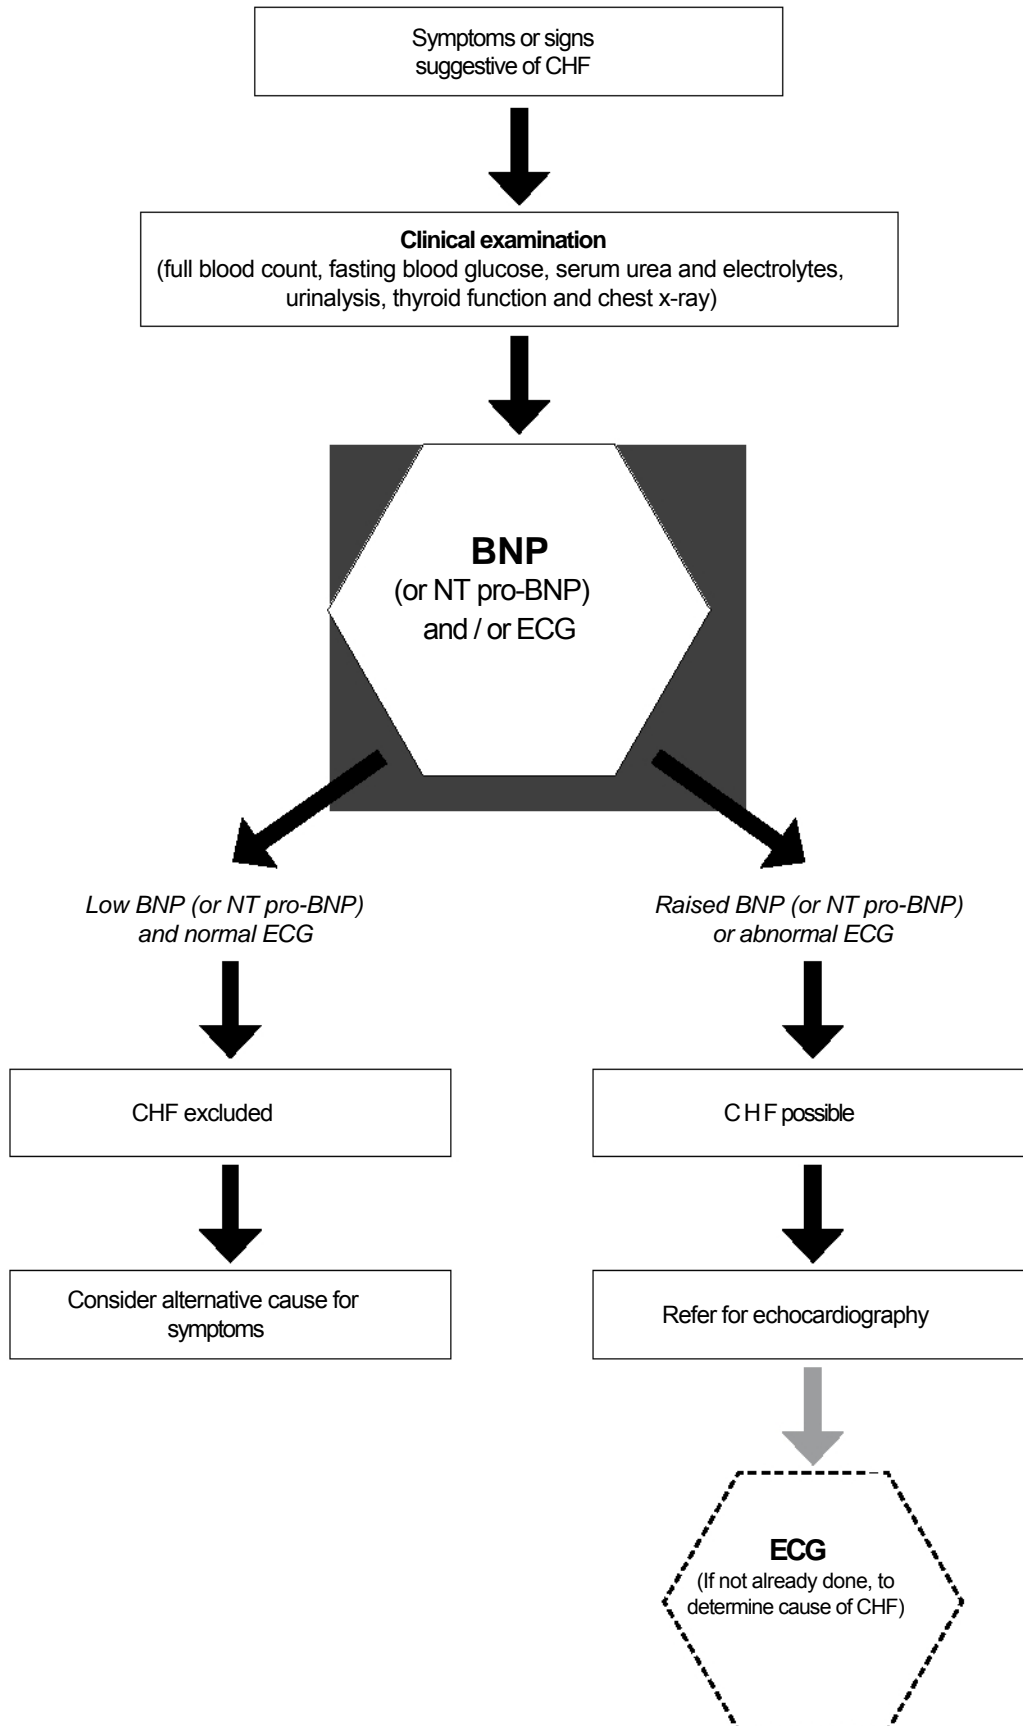 Symptoms or signs
suggestive of CHF
Clinical examination
(full blood count, fasting blood glucose, serum urea and electrolytes,
urinalysis, thyroid function and chest x-ray)
BNP
(or NT pro-BNP)
and / or ECG
Low BNP (or NT pro-BNP)
and normal ECG
Raised BNP (or NT pro-BNP)
or abnormal ECG
CHF excluded
CHF possible
Consider alternative cause for
symptoms
Refer for echocardiography
ECG
(If not already done, to
determine cause of CHF)